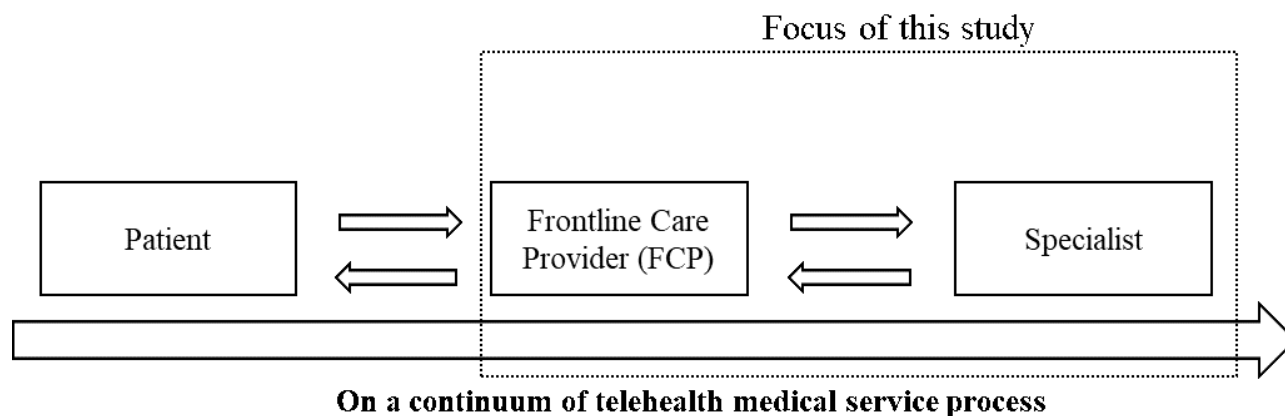 Focus of this study
Patient
Frontline Care
Provider (FCP)
Specialist
On a continuum of telehealth medical service process